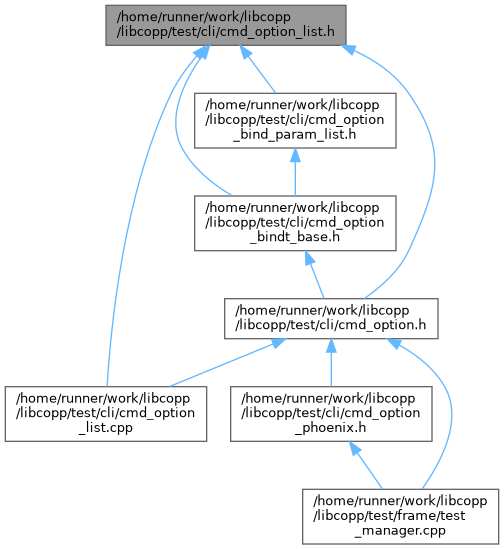 /home/runner/work/libcopp
/libcopp/test/cli/cmd_option_list.h
/home/runner/work/libcopp
/libcopp/test/cli/cmd_option
_bind_param_list.h
/home/runner/work/libcopp
/libcopp/test/cli/cmd_option
_bindt_base.h
/home/runner/work/libcopp
/libcopp/test/cli/cmd_option.h
/home/runner/work/libcopp
/libcopp/test/cli/cmd_option
_list.cpp
/home/runner/work/libcopp
/libcopp/test/cli/cmd_option
_phoenix.h
/home/runner/work/libcopp
/libcopp/test/frame/test
_manager.cpp